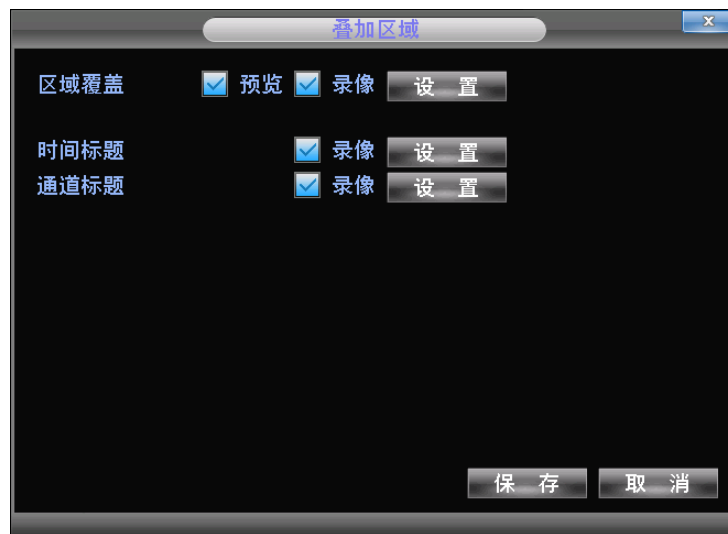 叠加区域
区域覆盖 预览 录像 设 置
时间标题 录像 设 置
通道标题 录像 设 置
保 存 取 消